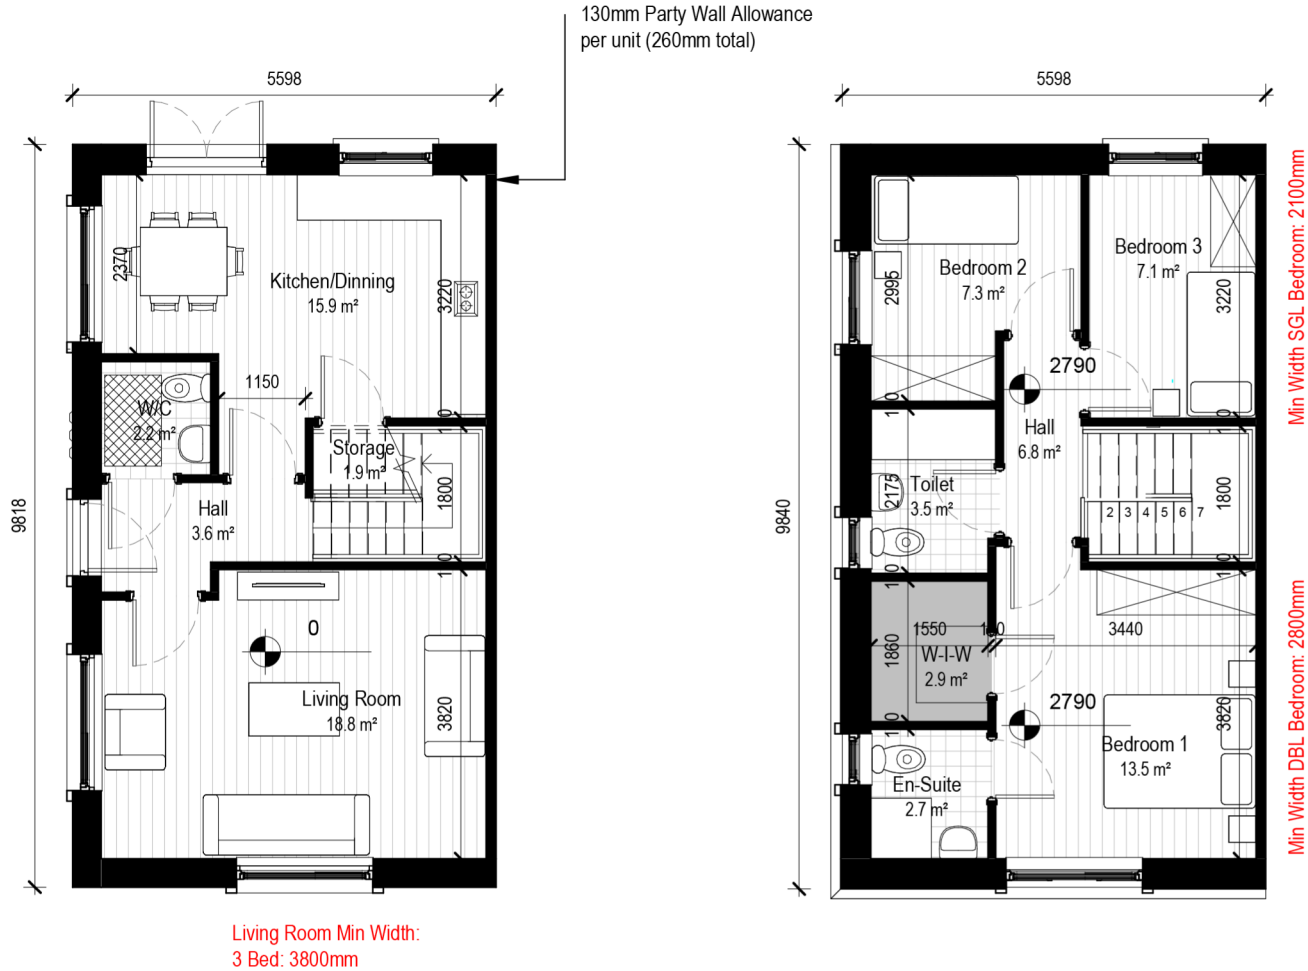 130mm Party Wall Allowance
per unit (260mm total)
5598
5598
9818
2370
Kitchen/Dinning
15.9 m²
3220
1150
W/C
2.2 m²
Storage
1.9 m²
1800
Hall
3.6 m²
0
Living Room
18.8 m²
3820
Living Room Min Width:
3 Bed: 3800mm
9840
Bedroom 2
7.3 m²
2995
Bedroom 3
7.1 m²
3220
2790
Hall
6.8 m²
Toilet
3.5 m²
2175
1800
2 3 4 5 6 7
1550
3440
1860
W-I-W
2.9 m²
2790
3820
Bedroom 1
13.5 m²
En-Suite
2.7 m²
Min Width SGL Bedroom: 2100mm
Min Width DBL Bedroom: 2800mm